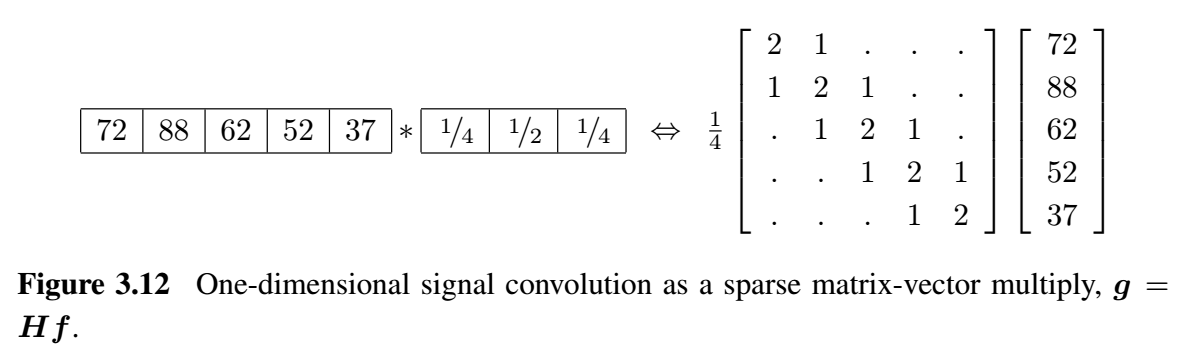 2 1 . . . 72
1 2 1 . . 88
72 88 62 52 37 * 1/4 1/2 1/4 ⇔ 1/4 . 1 2 1 . 62
. . 1 2 1 52
. . . 1 2 37
Figure 3.12 One-dimensional signal convolution as a sparse matrix-vector multiply, g =
Hf.